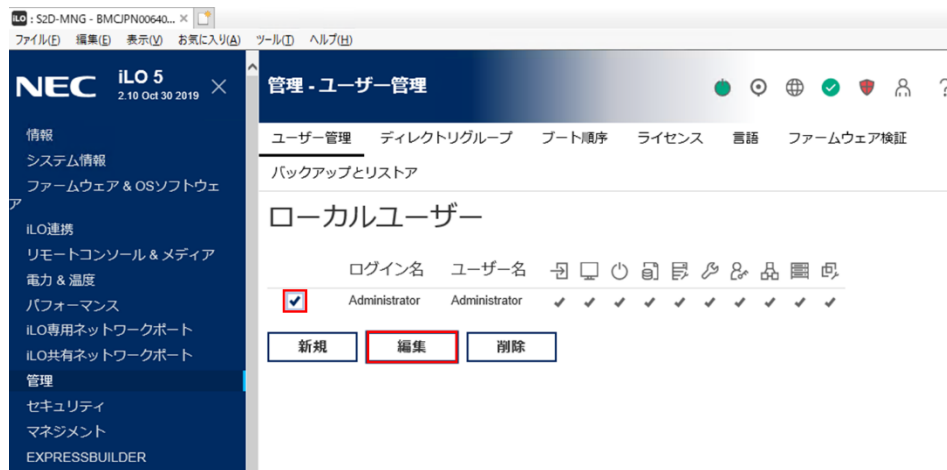 iLO : S2D-MNG - BMCJPN00640...
ファイル(F) 編集(E) 表示(V) お気に入り(A) ツール(T) ヘルプ(H)
NEC iLO 5
2.10 Oct 30 2019
管理 - ユーザー管理
?
情報
システム情報
ファームウェア & OSソフトウェ
ア
iLO連携
リモートコンソール & メディア
電力 & 温度
パフォーマンス
iLO専用ネットワークポート
iLO共有ネットワークポート
管理
セキュリティ
マネジメント
EXPRESSBUILDER
ユーザー管理 ディレクトリグループ ブート順序 ライセンス 言語 ファームウェア検証
バックアップとリストア
ローカルユーザー
ログイン名 ユーザー名
Administrator Administrator
新規 編集 削除